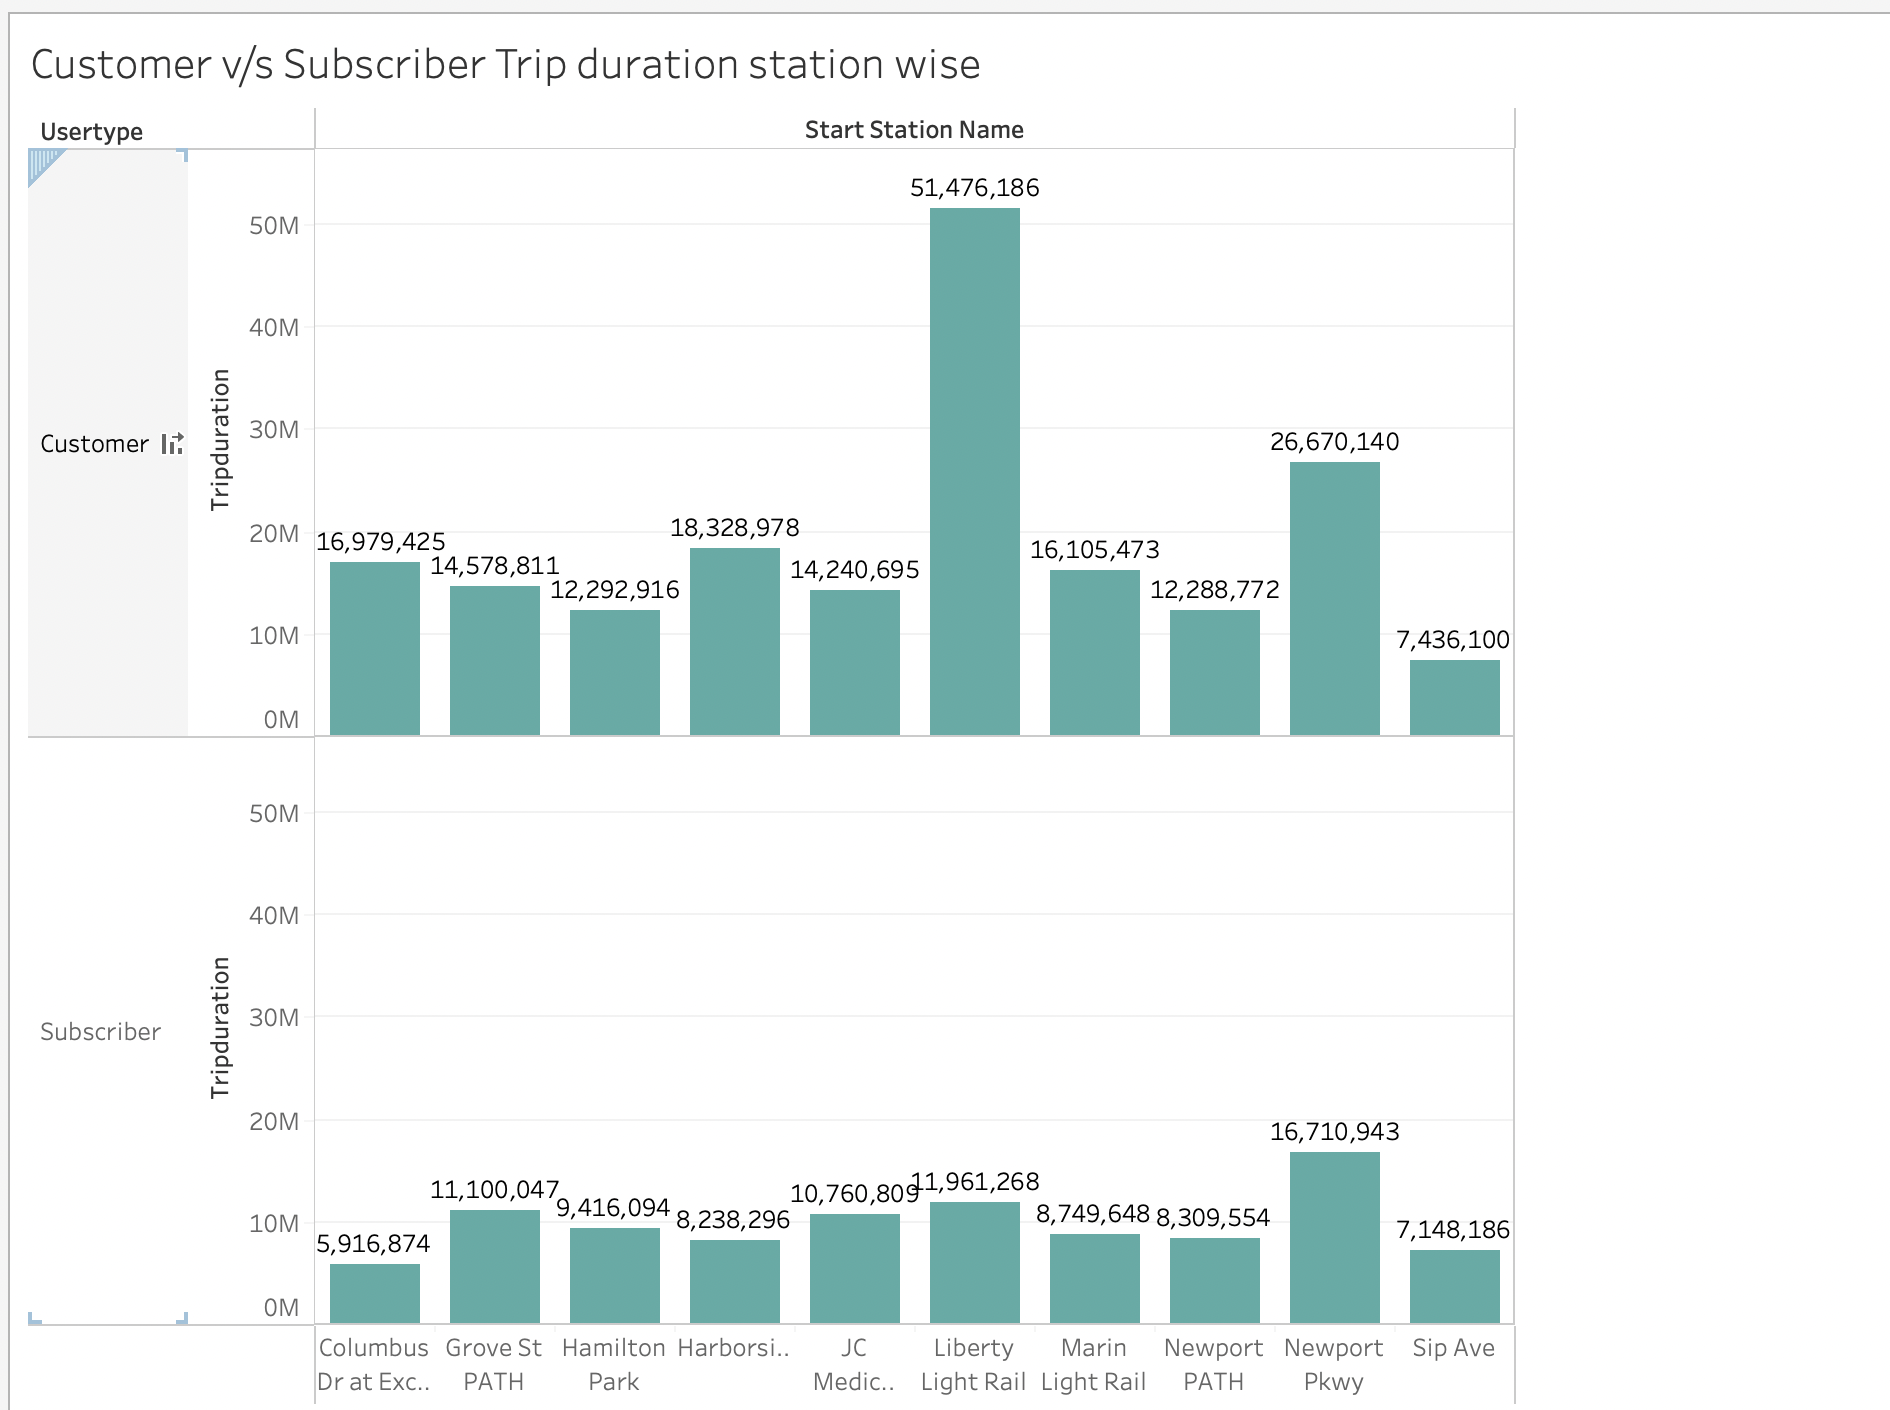 Customer v/s Subscriber Trip duration station wise
Usertype
Start Station Name
Customer
Tripduration
50M
40M
30M
20M
10M
0M
16,979,425
14,578,811
12,292,916
18,328,978
14,240,695
51,476,186
16,105,473
12,288,772
26,670,140
7,436,100
Subscriber
Tripduration
50M
40M
30M
20M
10M
0M
5,916,874
11,100,047
9,416,094
8,238,296
10,760,809
11,961,268
8,749,648
8,309,554
16,710,943
7,148,186
Columbus
Dr at Exc..
Grove St
PATH
Hamilton
Park
Harborsi..
JC
Medic..
Liberty
Light Rail
Marin
Light Rail
Newport
PATH
Newport
Pkwy
Sip Ave